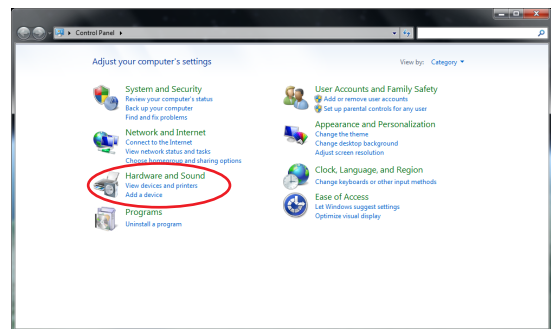 Control Panel
Adjust your computer's settings
View by: Category
System and Security
Review your computer's status
Back up your computer
Find and fix problems
Network and Internet
Connect to the Internet
View network status and tasks
Choose homegroup and sharing options
Hardware and Sound
View devices and printers
Add a device
Programs
Uninstall a program
User Accounts and Family Safety
Add or remove user accounts
Set up parental controls for any user
Appearance and Personalization
Change the theme
Change desktop background
Adjust screen resolution
Clock, Language, and Region
Change keyboards or other input methods
Ease of Access
Let Windows suggest settings
Optimize visual display